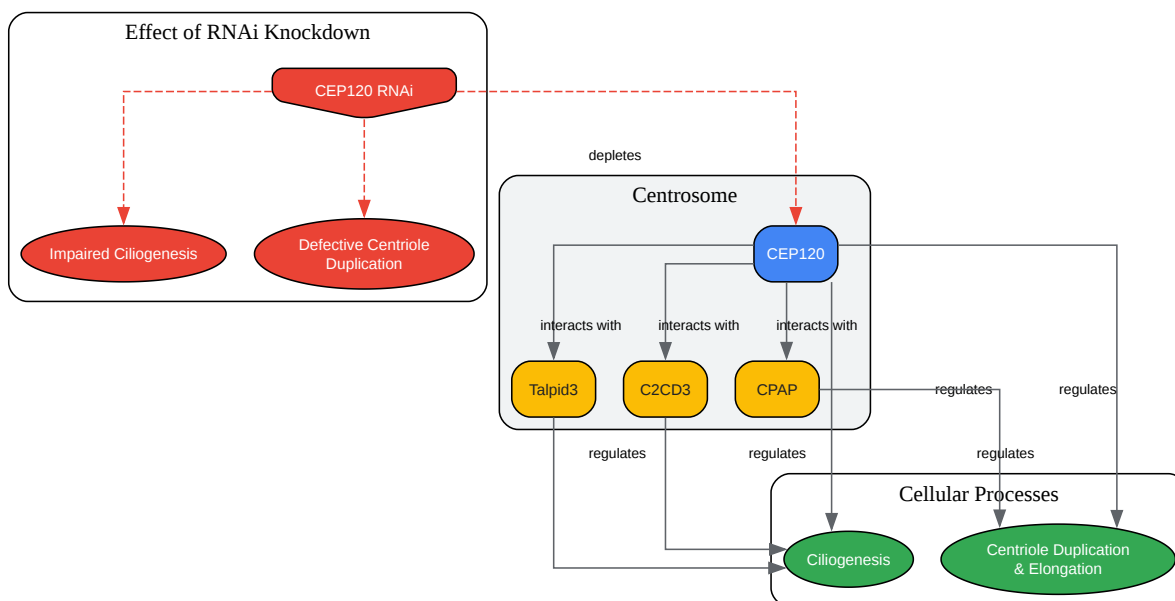 Effect of RNAi Knockdown
CEP120 RNAi
depletes
Impaired Ciliogenesis
Defective Centriole
Duplication
Centrosome
CEP120
interacts with
interacts with
interacts with
Talpid3
C2CD3
CPAP
regulates
regulates
regulates
regulates
regulates
Cellular Processes
Ciliogenesis
Centriole Duplication
& Elongation